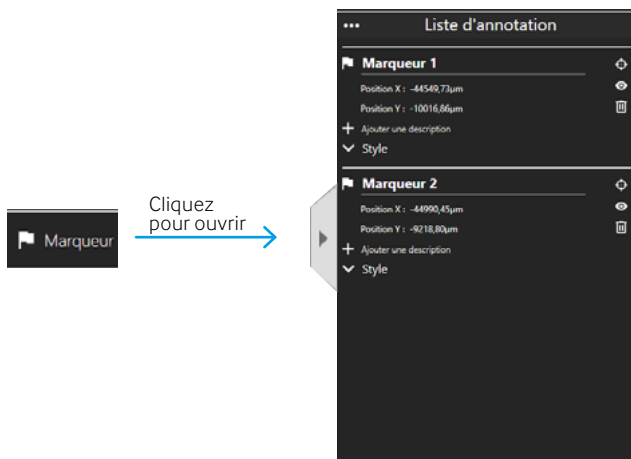 Marqueur
Cliquez
pour ouvrir
Liste d'annotation
Marqueur 1
Position X : -44549,73µm
Position Y : -10016,86µm
Ajouter une description
Style
Marqueur 2
Position X : -44990,45µm
Position Y : -9218,80µm
Ajouter une description
Style